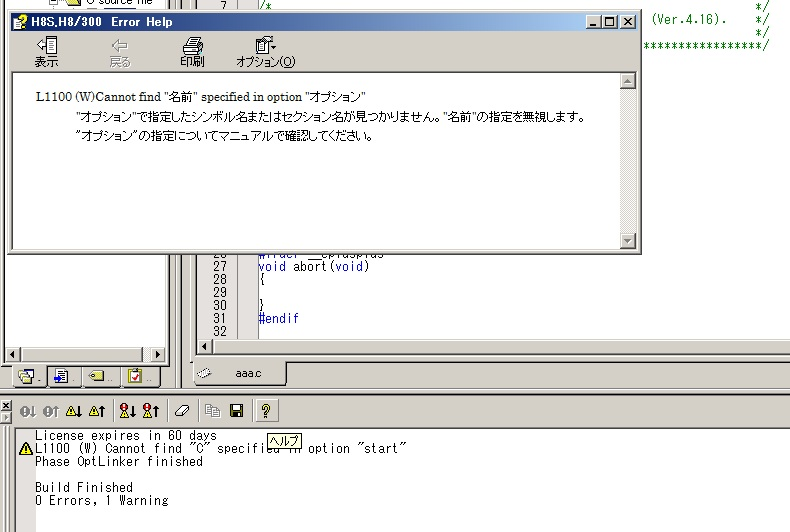 O source file
7
/*
*/
H8S,H8/300 Error Help
(Ver.4.16). */
*/
*****************/
表示
戻る
印刷
オプション(O)
L1100 (W)Cannot find "名前" specified in option "オプション"
"オプション"で指定したシンボル名またはセクション名が見つかりません。"名前"の指定を無視します。
"オプション"の指定についてマニュアルで確認してください。
26
#ifdef __cplusplus
27
void abort(void)
28
{
29
30
}
31
#endif
32
aaa.c
License expires in 60 days
ヘルプ
L1100 (W) Cannot find "C" specified in option "start"
Phase OptLinker finished
Build Finished
0 Errors, 1 Warning